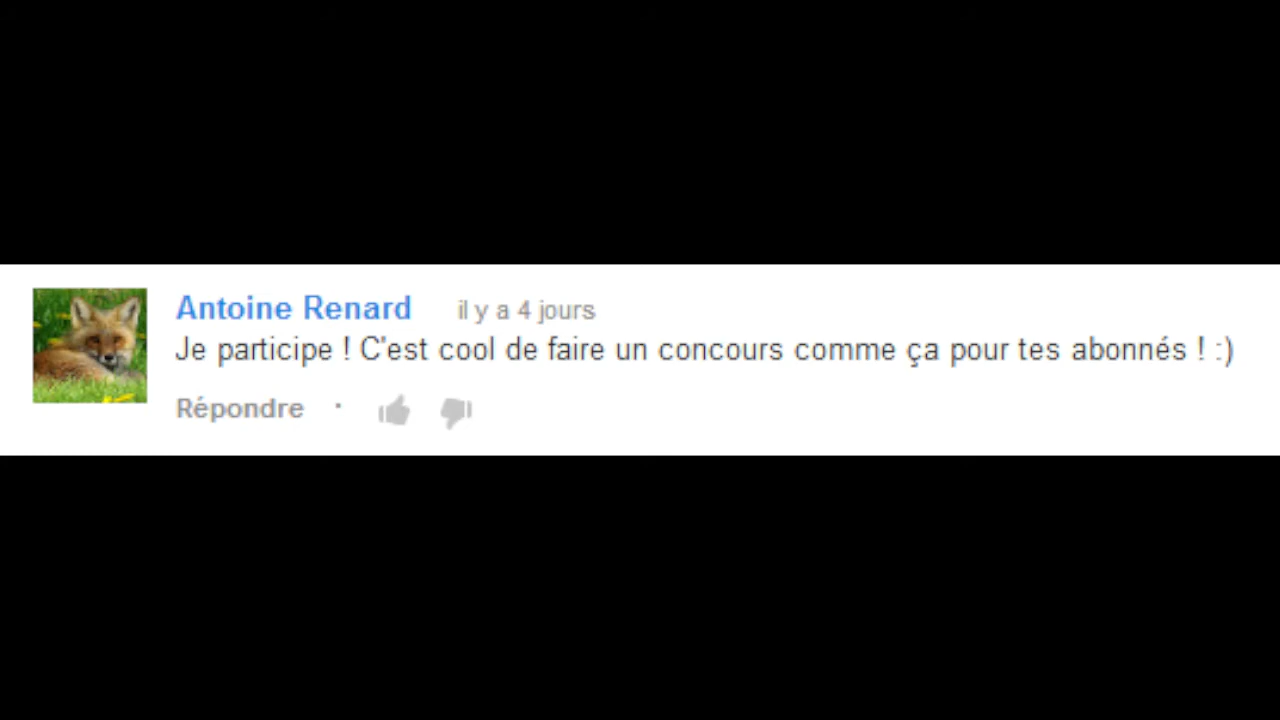 Antoine Renard il y a 4 jours
Je participe ! C'est cool de faire un concours comme ça pour tes abonnés ! :)
Répondre ·